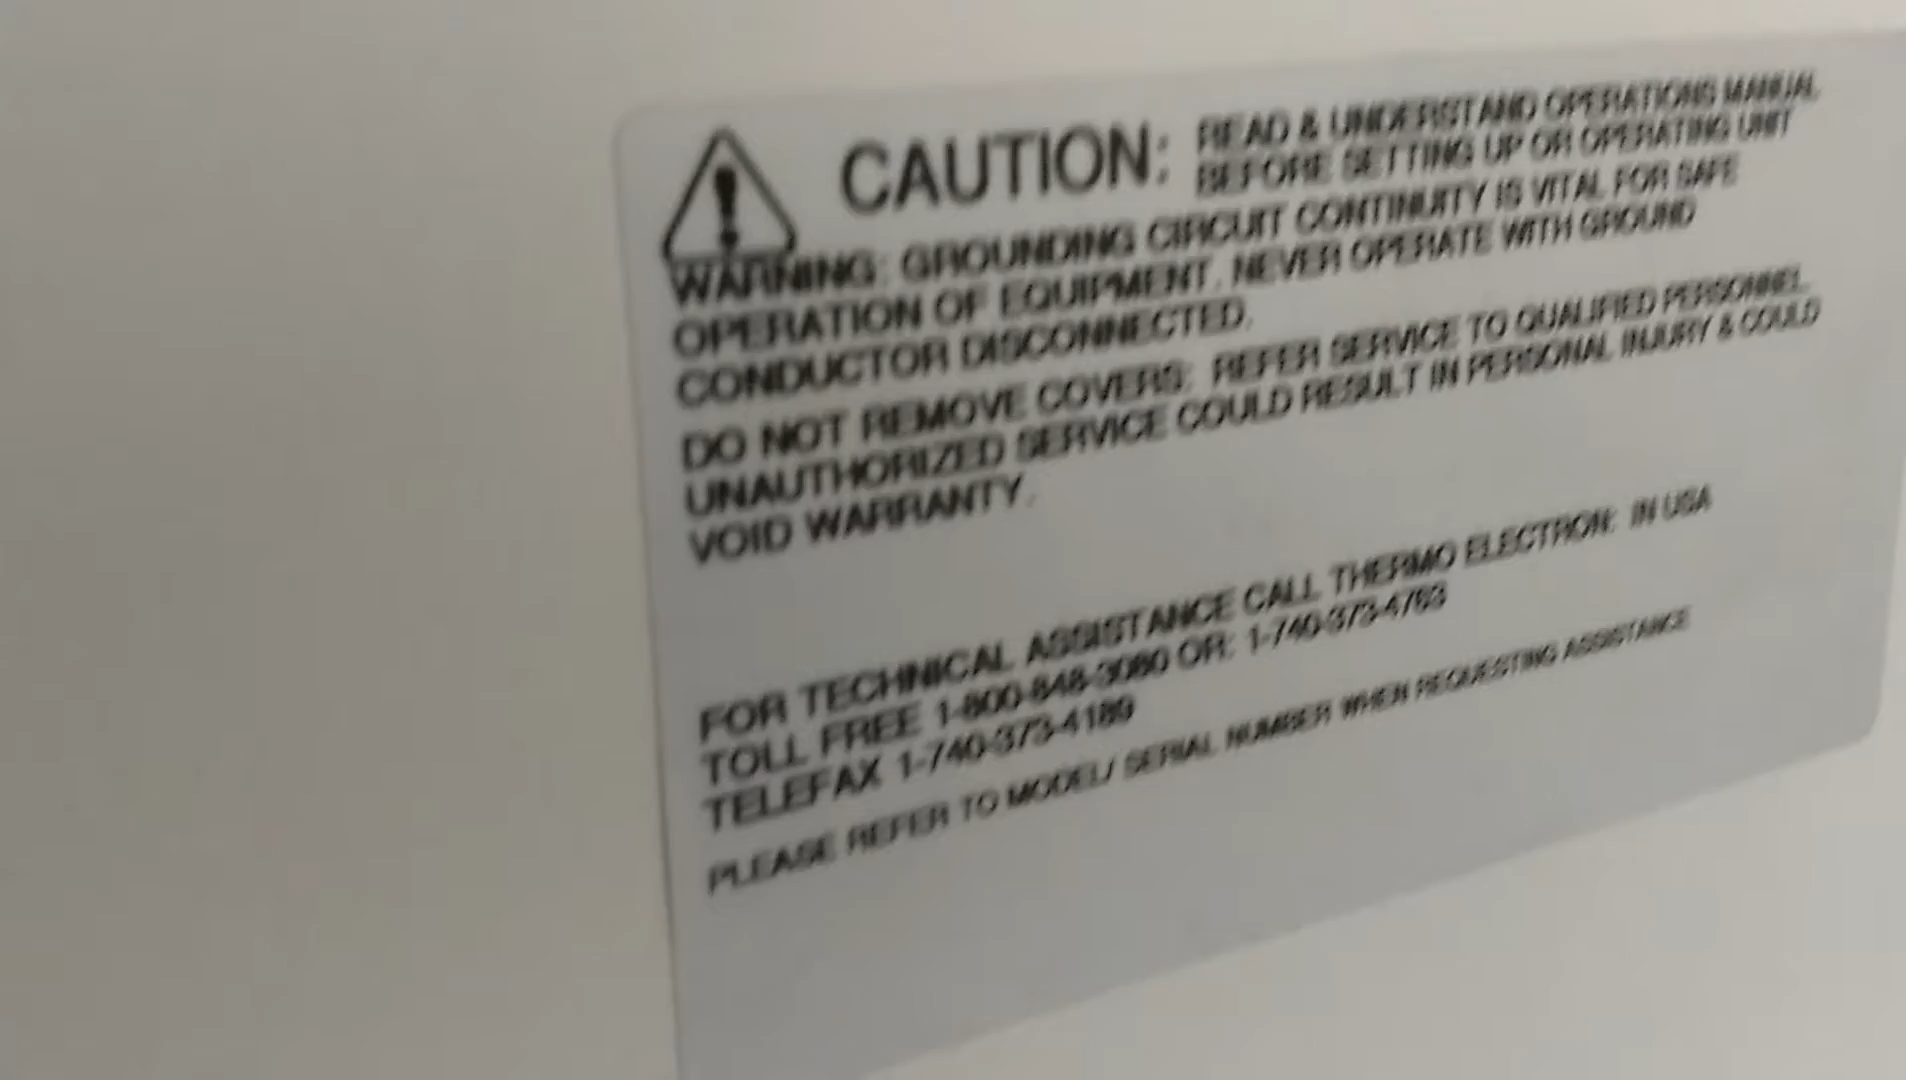 CAUTION: READ & UNDERSTAND OPERATIONS MANUAL
BEFORE SETTING UP OR OPERATING UNIT
WARNING: GROUNDING CIRCUIT CONTINUITY IS VITAL FOR SAFE
OPERATION OF EQUIPMENT. NEVER OPERATE WITH GROUND
CONDUCTOR DISCONNECTED.
DO NOT REMOVE COVERS: REFER SERVICE TO QUALIFIED PERSONNEL.
UNAUTHORIZED SERVICE COULD RESULT IN PERSONAL INJURY & COULD
VOID WARRANTY.
FOR TECHNICAL ASSISTANCE CALL THERMO ELECTRON: IN USA
TOLL FREE 1-800-848-3080 OR: 1-740-373-4763
TELEFAX 1-740-373-4189
PLEASE REFER TO MODEL/ SERIAL NUMBER WHEN REQUESTING ASSISTANCE